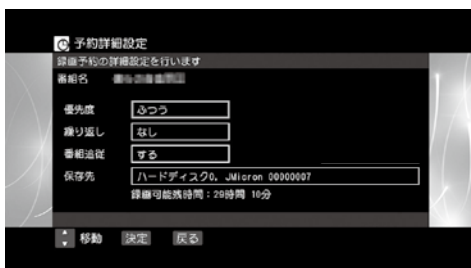 予約詳細設定
録画予約の詳細設定を行います
番組名
優先度 ふつう
繰り返し なし
番組追従 する
保存先 ハードディスク0, JMicron 00000007
録画可能残時間:29時間 10分
移動 決定 戻る